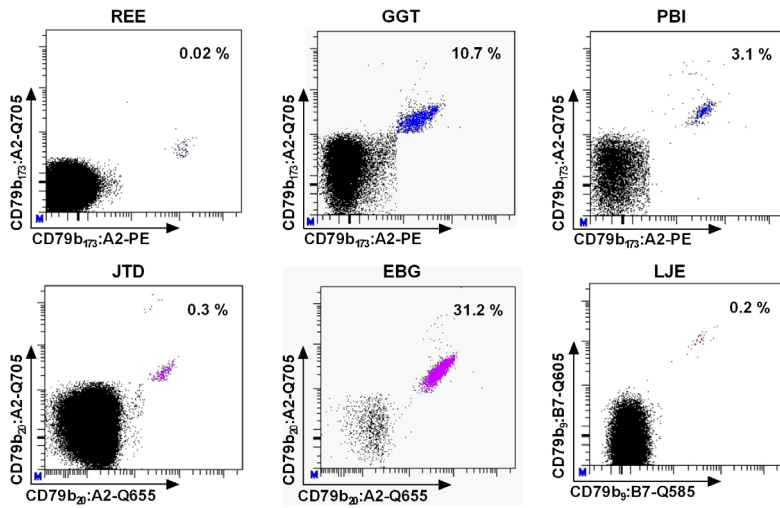 REE GGT PBI
0.02 % 10.7 % 3.1 %
CD79b173:A2-Q705 CD79b173:A2-Q705 CD79b173:A2-Q705
M M M
CD79b173:A2-PE CD79b173:A2-PE CD79b173:A2-PE
JTD EBG LJE
0.3 % 31.2 % 0.2 %
CD79b20:A2-Q705 CD79b20:A2-Q705 CD79b9:B7-Q605
M M M
CD79b20:A2-Q655 CD79b20:A2-Q655 CD79b9:B7-Q585